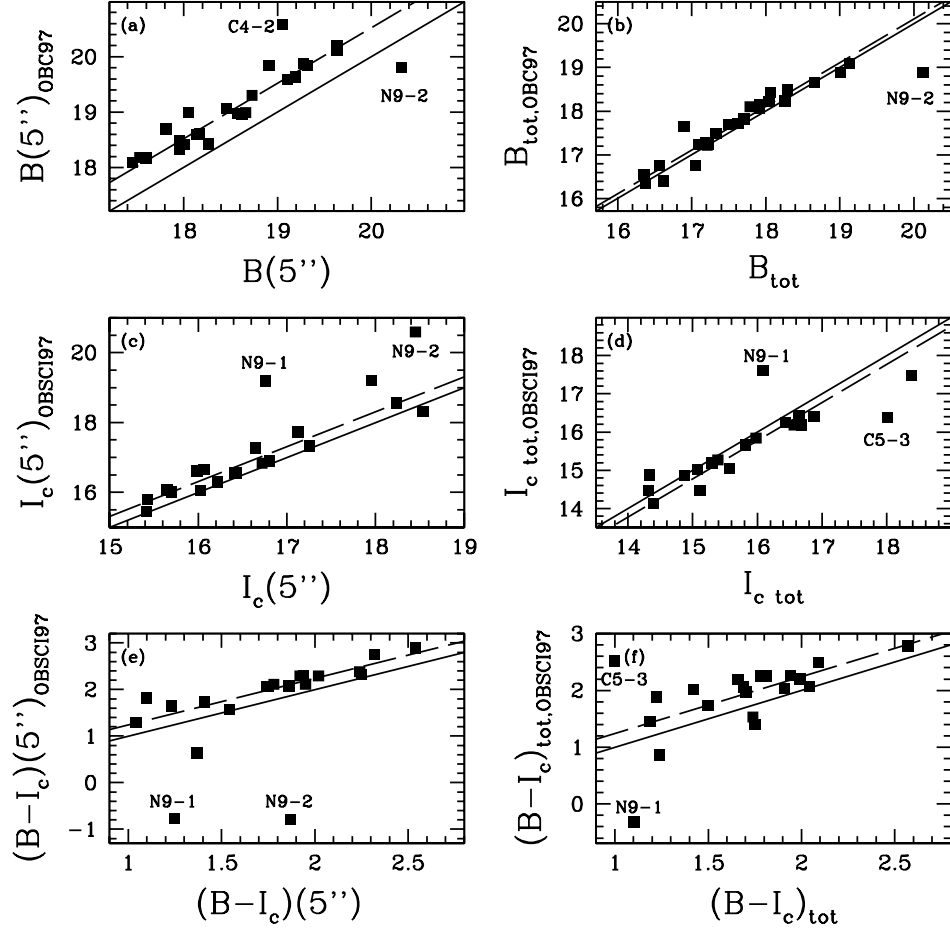 (a)
C4-2
N9-2
20
19
18
B(5'')OBC97
18 19 20
B(5'')
(b)
N9-2
20
19
18
17
16
Btot,OBC97
16 17 18 19 20
Btot
(c)
N9-1
N9-2
20
18
16
Ic(5'')OBSCI97
15 16 17 18 19
Ic(5'')
(d)
N9-1
C5-3
18
17
16
15
14
Ic tot,OBSCI97
14 15 16 17 18
Ic tot
(e)
N9-1
N9-2
3
2
1
0
-1
(B-Ic)(5'')OBSCI97
1 1.5 2 2.5
(B-Ic)(5'')
(f)
C5-3
N9-1
3
2
1
0
(B-Ic)tot,OBSCI97
1 1.5 2 2.5
(B-Ic)tot